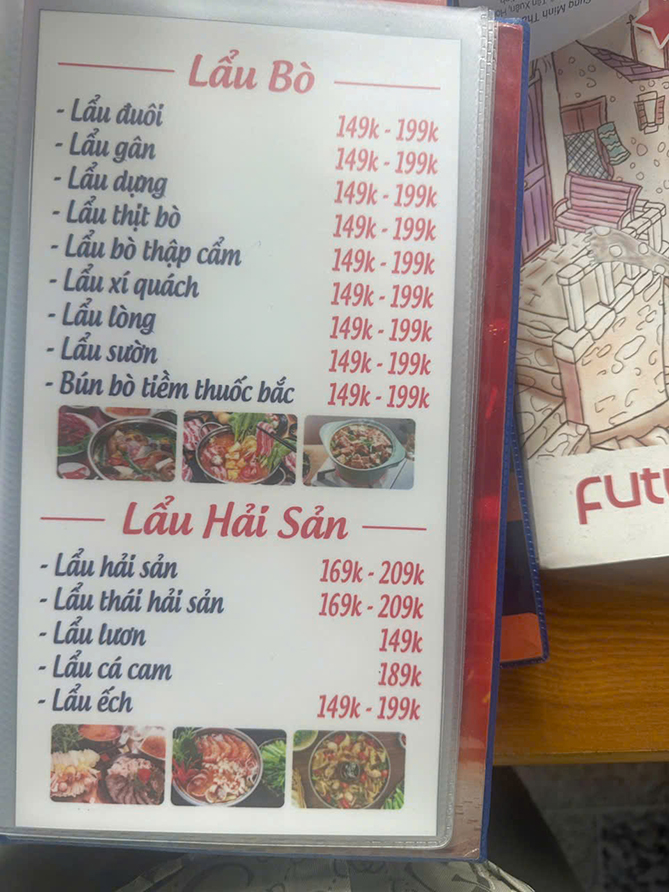 Lẩu Bò
- Lẩu đuôi 149k - 199k
- Lẩu gân 149k - 199k
- Lẩu dựng 149k - 199k
- Lẩu thịt bò 149k - 199k
- Lẩu bò thập cẩm 149k - 199k
- Lẩu xí quách 149k - 199k
- Lẩu lòng 149k - 199k
- Lẩu sườn 149k - 199k
- Bún bò tiềm thuốc bắc 149k - 199k
Lẩu Hải Sản
- Lẩu hải sản 169k - 209k
- Lẩu thái hải sản 169k - 209k
- Lẩu lươn 149k
- Lẩu cá cam 189k
- Lẩu ếch 149k - 199k
Minh
Tân Xuân,